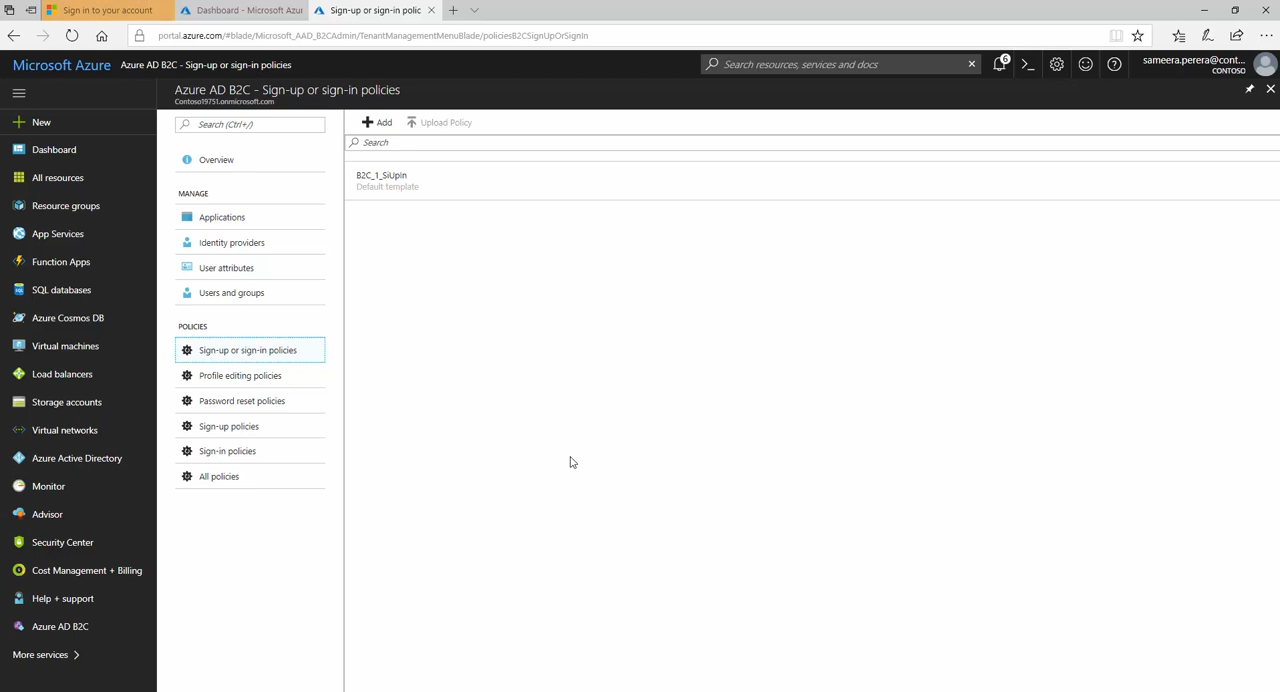 Sign in to your account
Dashboard - Microsoft Azur
Sign-up or sign-in polic
portal.azure.com/#blade/Microsoft_AAD_B2CAdmin/TenantManagementMenuBlade/policiesB2CSignUpOrSignIn
Microsoft Azure
Azure AD B2C - Sign-up or sign-in policies
Search resources, services and docs
6
sameera.perera@cont...
CONTOSO
Azure AD B2C - Sign-up or sign-in policies
Contoso19751.onmicrosoft.com
New
Dashboard
All resources
Resource groups
App Services
Function Apps
SQL databases
Azure Cosmos DB
Virtual machines
Load balancers
Storage accounts
Virtual networks
Azure Active Directory
Monitor
Advisor
Security Center
Cost Management + Billing
Help + support
Azure AD B2C
More services
Search (Ctrl+/)
Overview
MANAGE
Applications
Identity providers
User attributes
Users and groups
POLICIES
Sign-up or sign-in policies
Profile editing policies
Password reset policies
Sign-up policies
Sign-in policies
All policies
Add
Upload Policy
Search
B2C_1_SiUpIn
Default template